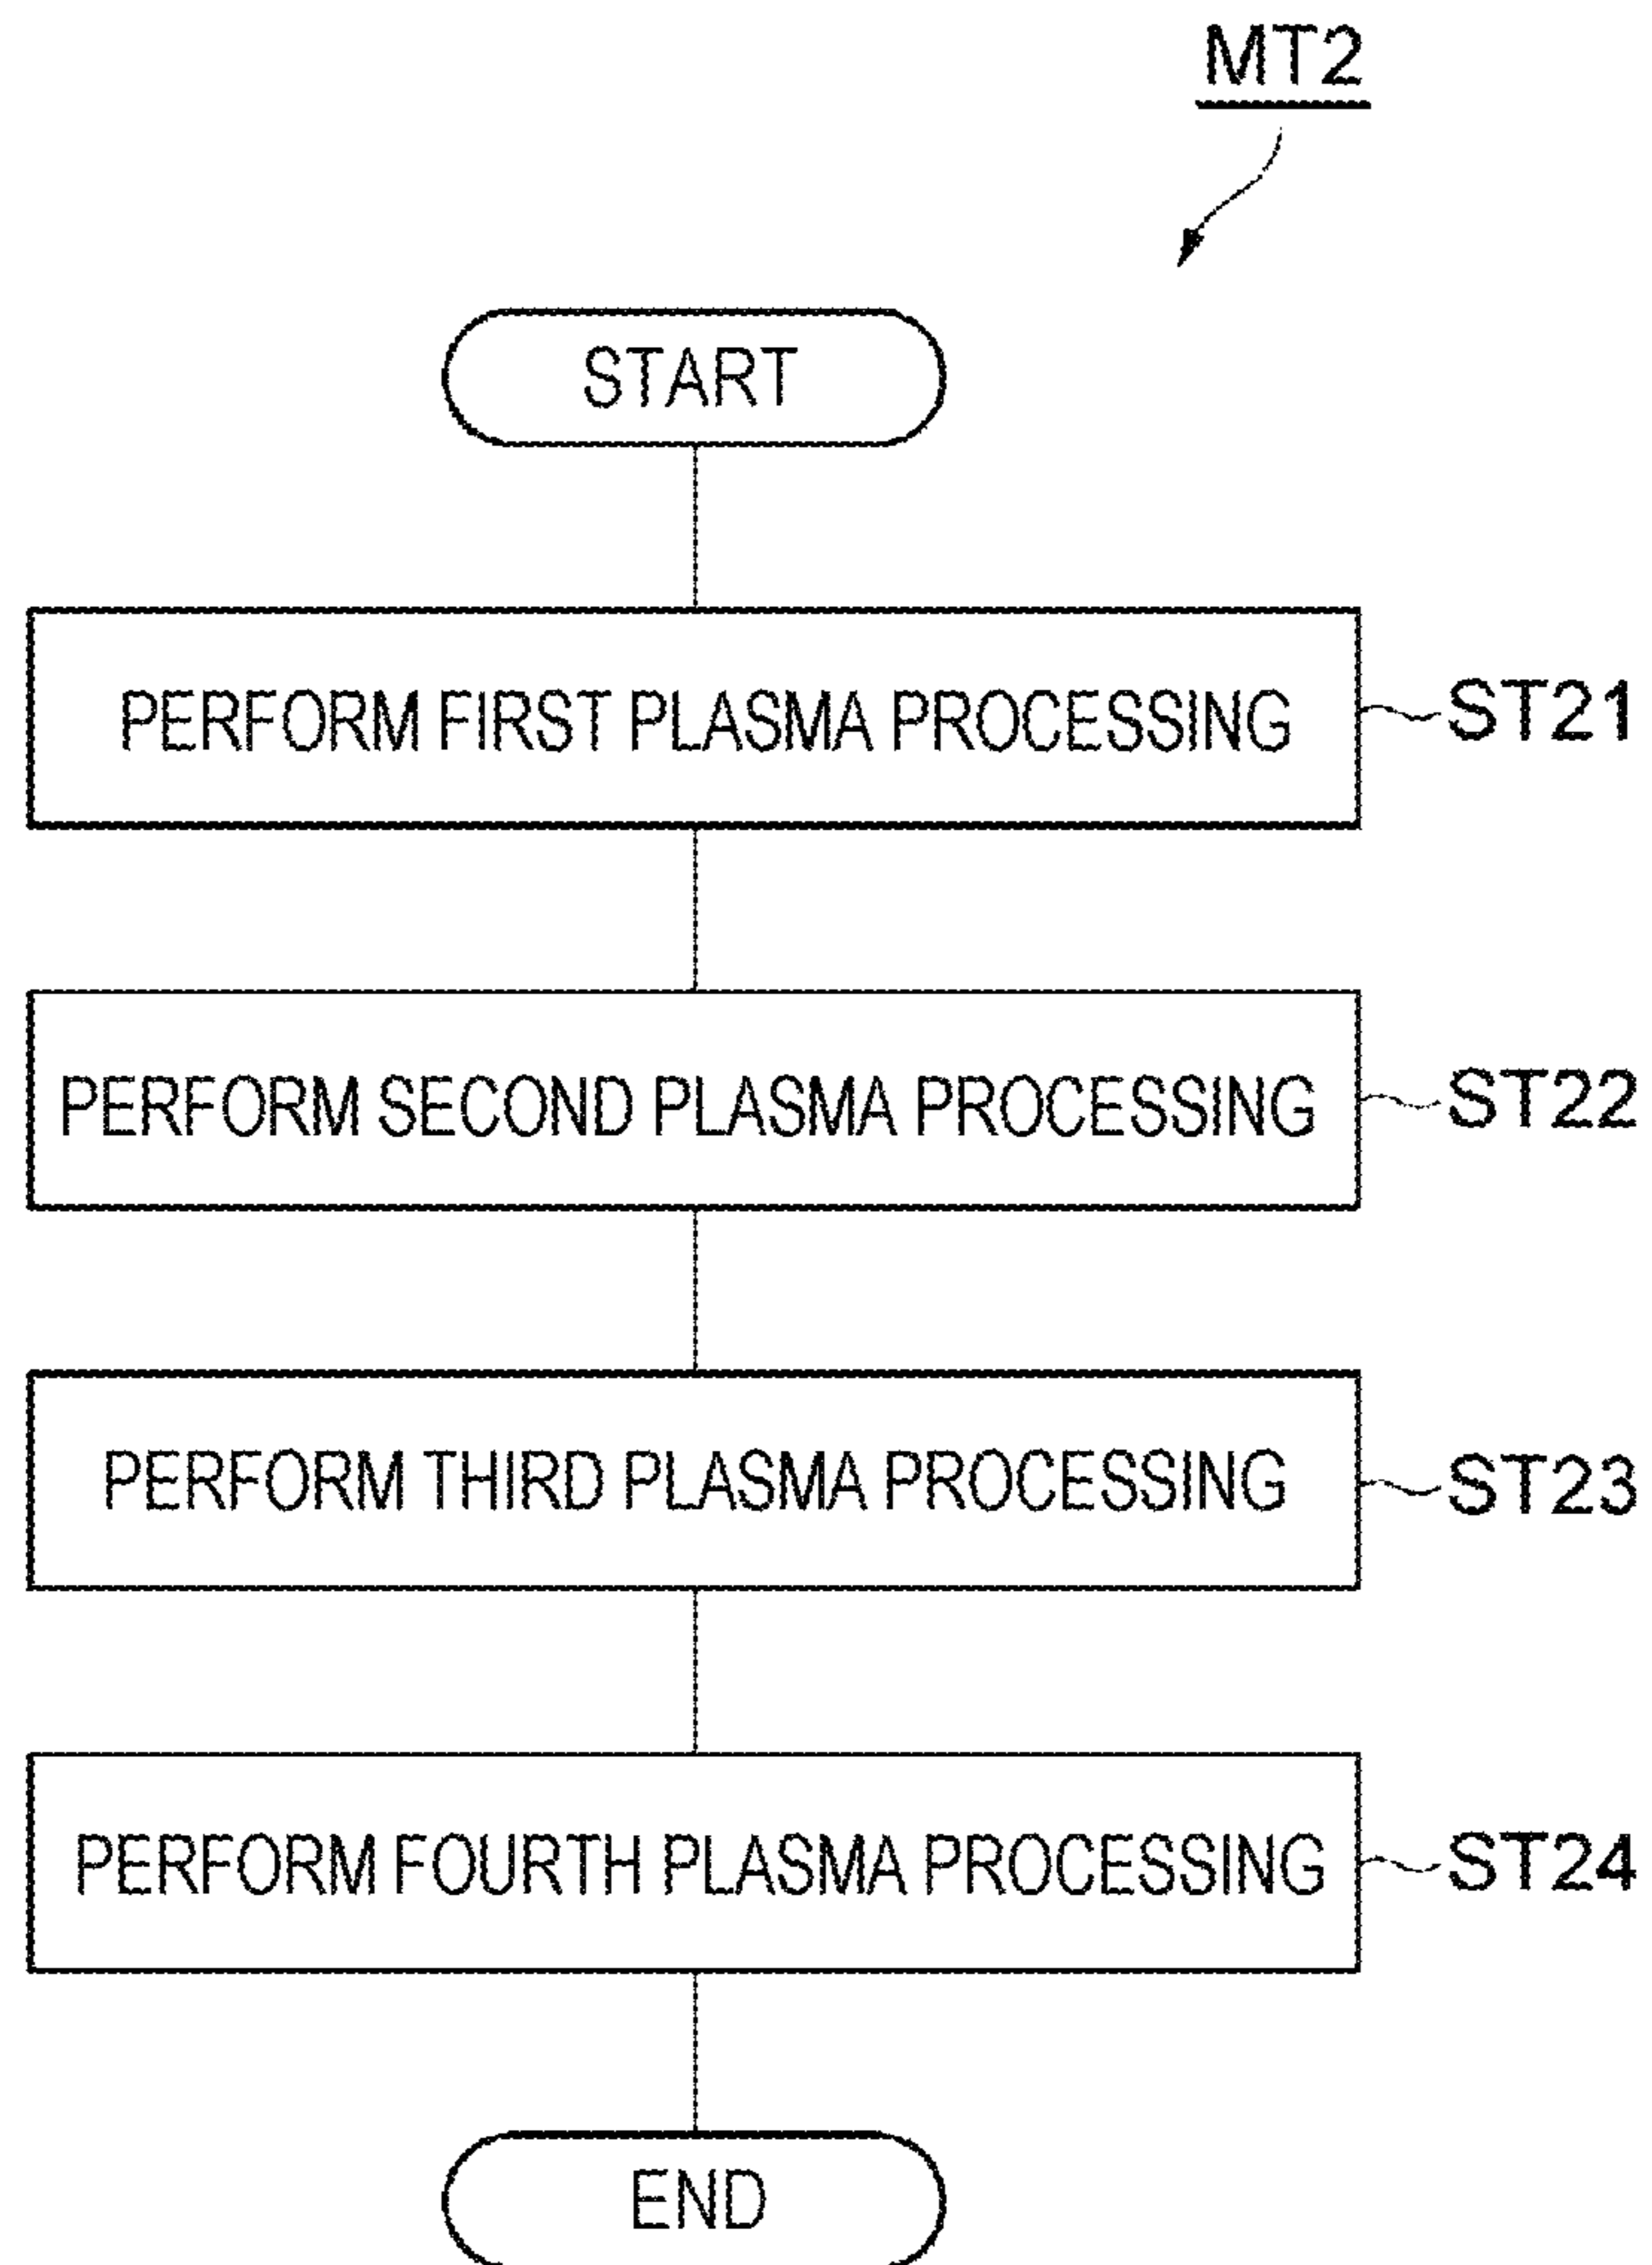 MT2
START
PERFORM FIRST PLASMA PROCESSING
ST21
PERFORM SECOND PLASMA PROCESSING
ST22
PERFORM THIRD PLASMA PROCESSING
ST23
PERFORM FOURTH PLASMA PROCESSING
ST24
END